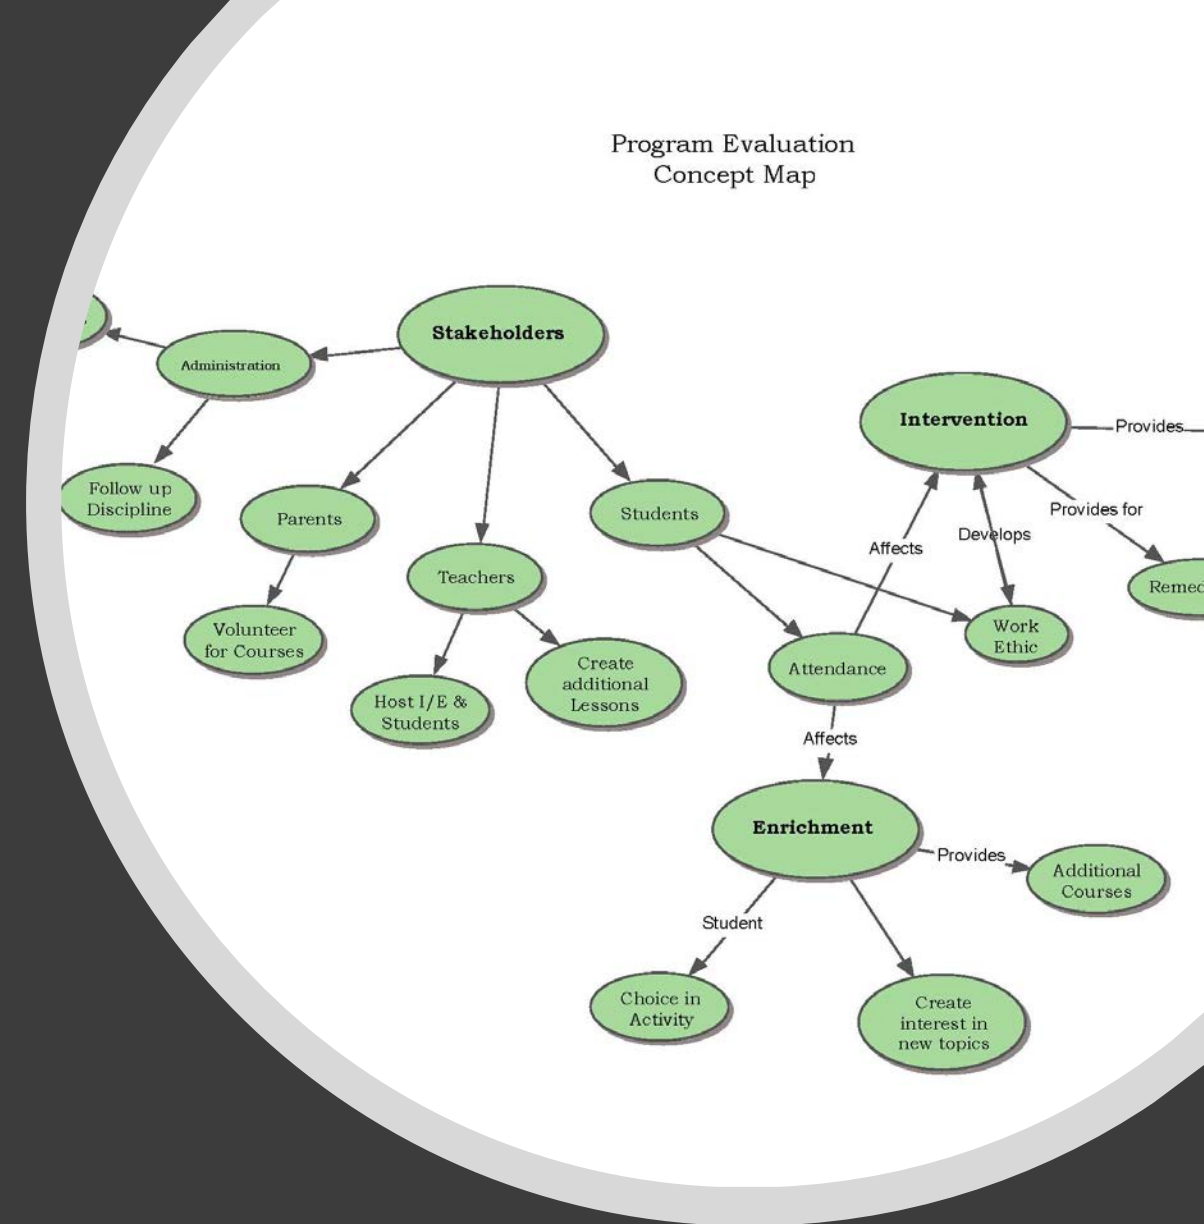 Program Evaluation
Concept Map
Stakeholders
Administration
Intervention
Provides
Follow up
Discipline
Parents
Students
Provides for
Affects
Develops
Teachers
Volunteer
for Courses
Work
Ethic
Create
additional
Lessons
Attendance
Host I/E &
Students
Affects
Enrichment
Provides
Additional
Courses
Student
Choice in
Activity
Create
interest in
new topics